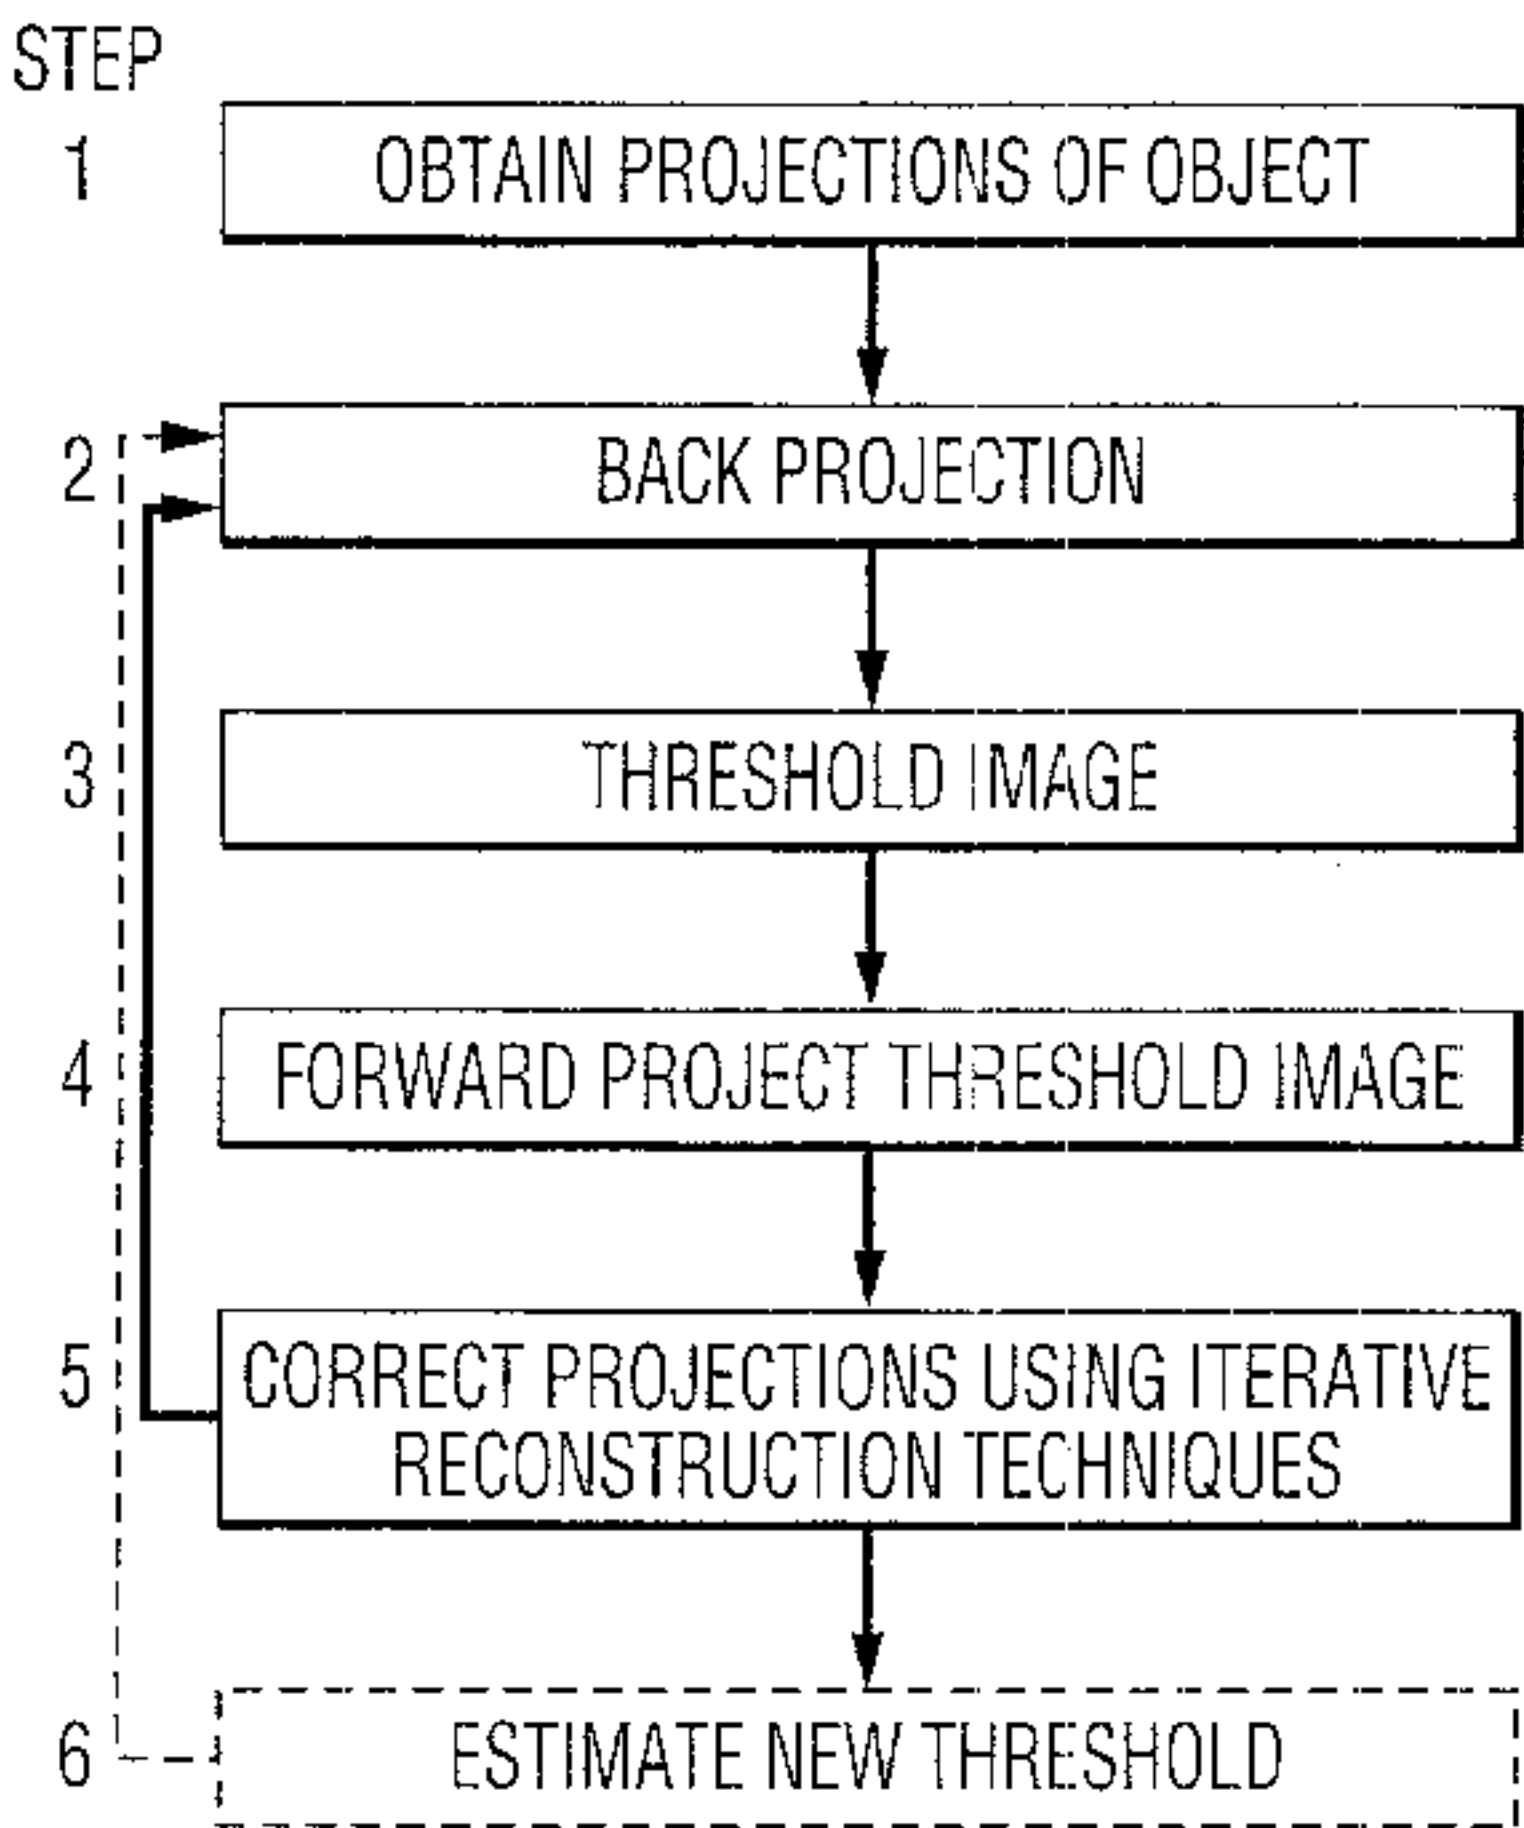 STEP
1 OBTAIN PROJECTIONS OF OBJECT
2 BACK PROJECTION
3 THRESHOLD IMAGE
4 FORWARD PROJECT THRESHOLD IMAGE
5 CORRECT PROJECTIONS USING ITERATIVE
RECONSTRUCTION TECHNIQUES
6 ESTIMATE NEW THRESHOLD